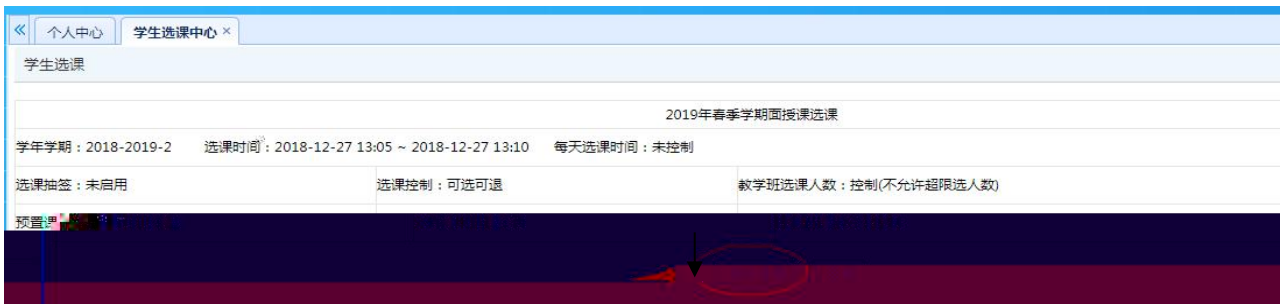 个人中心 学生选课中心 ×
学生选课
2019年春季学期面授课选课
学年学期：2018-2019-2 选课时间：2018-12-27 13:05 ~ 2018-12-27 13:10 每天选课时间：未控制
选课抽签：未启用 选课控制：可选可退 教学班选课人数：控制(不允许超限选人数)
预置课